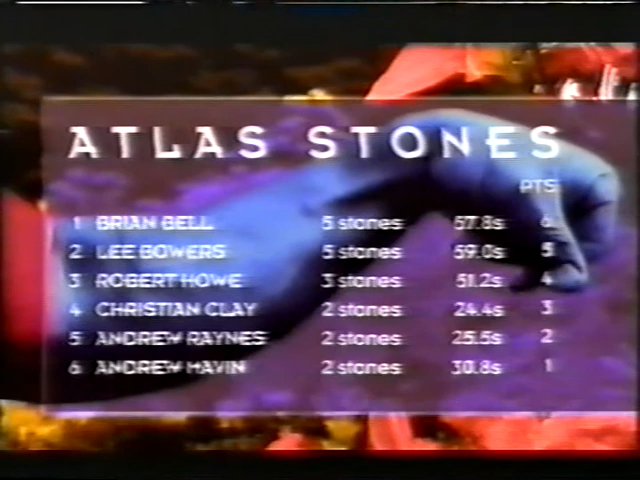 ATLAS STONES
PTS
1 BRIAN BELL 5 stones 57.8s 6
2 LEE BOWERS 5 stones 59.0s 5
3 ROBERT HOWE 3 stones 51.2s 4
4 CHRISTIAN CLAY 2 stones 24.4s 3
5 ANDREW RAYNES 2 stones 25.5s 2
6 ANDREW MAVIN 2 stones 30.8s 1